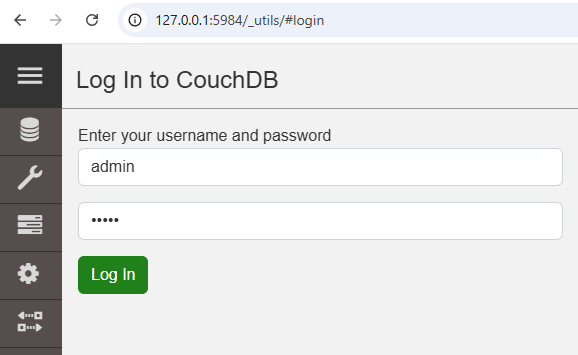 127.0.0.1:5984/_utils/#login
Log In to CouchDB
Enter your username and password
admin
•••••
Log In